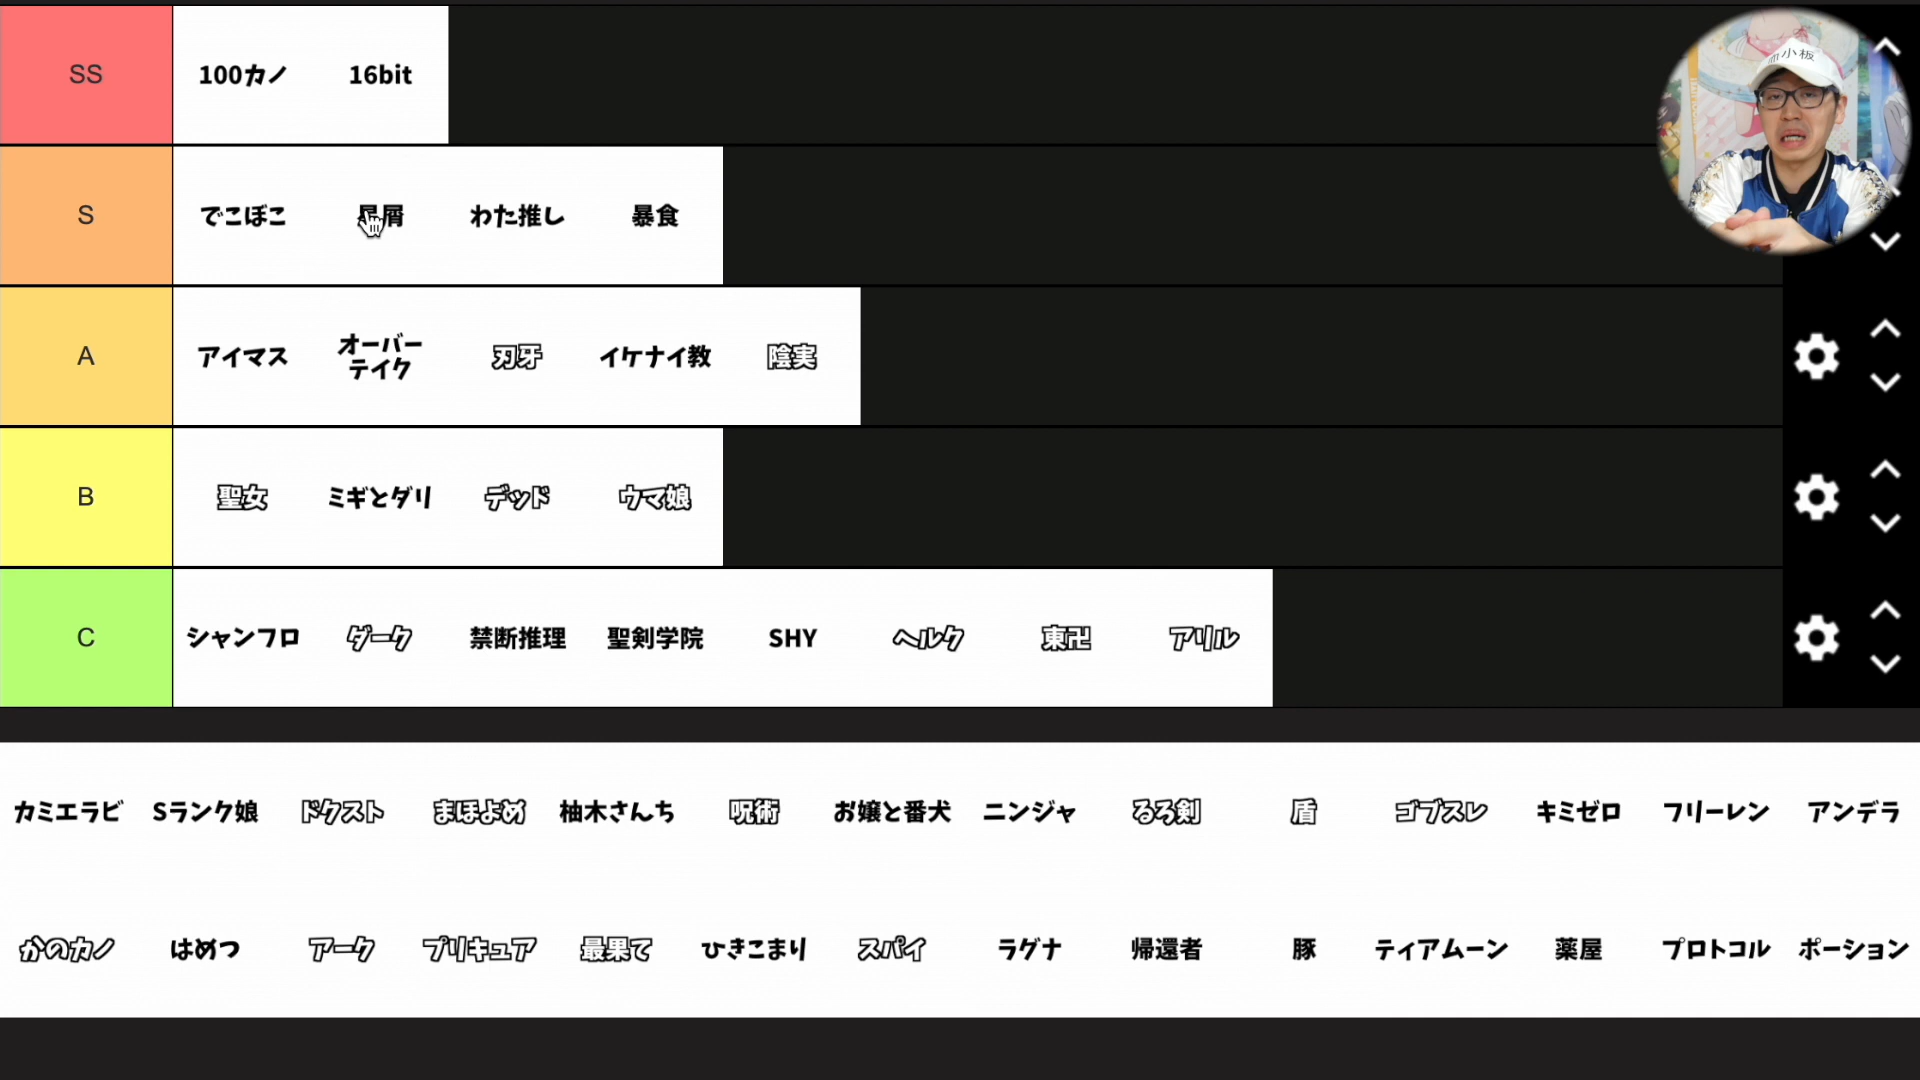 SS
100カノ
16bit
小板
S
でこぼこ
星屑
わた推し
暴食
A
アイマス
オーバー
テイク
刃牙
イケナイ教
陰実
B
聖女
ミギとダリ
デッド
ウマ娘
C
シャンフロ
ダーク
禁断推理
聖剣学院
SHY
ヘルク
東卍
アリル
カミエラビ
Sランク娘
ドクスト
まほよめ
柚木さんち
呪術
お嬢と番犬
ニンジャ
るろ剣
盾
ゴブスレ
キミゼロ
フリーレン
アンデラ
かのカノ
はめつ
アーク
プリキュア
最果て
ひきこまり
スパイ
ラグナ
帰還者
豚
ティアムーン
薬屋
プロトコル
ポーション